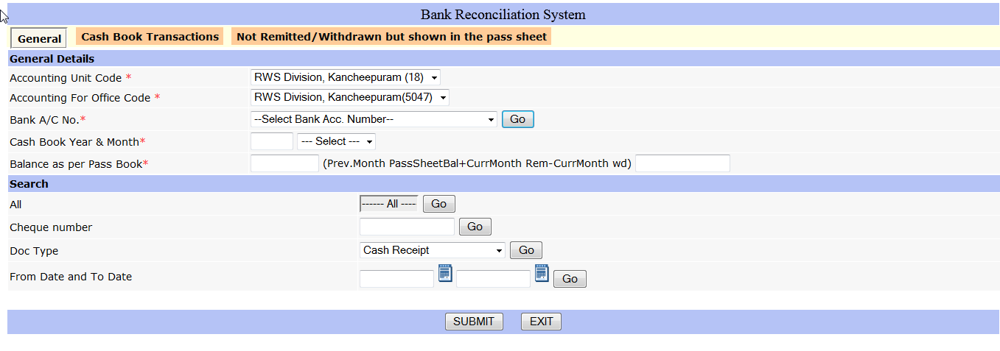 Bank Reconciliation System
General Cash Book Transactions Not Remitted/Withdrawn but shown in the pass sheet
General Details
Accounting Unit Code * RWS Division, Kancheepuram (18)
Accounting For Office Code * RWS Division, Kancheepuram(5047)
Bank A/C No.* --Select Bank Acc. Number-- Go
Cash Book Year & Month* --- Select ---
Balance as per Pass Book* (Prev.Month PassSheetBal+CurrMonth Rem-CurrMonth wd)
Search
All ------ All ---- Go
Cheque number Go
Doc Type Cash Receipt Go
From Date and To Date Go
SUBMIT EXIT